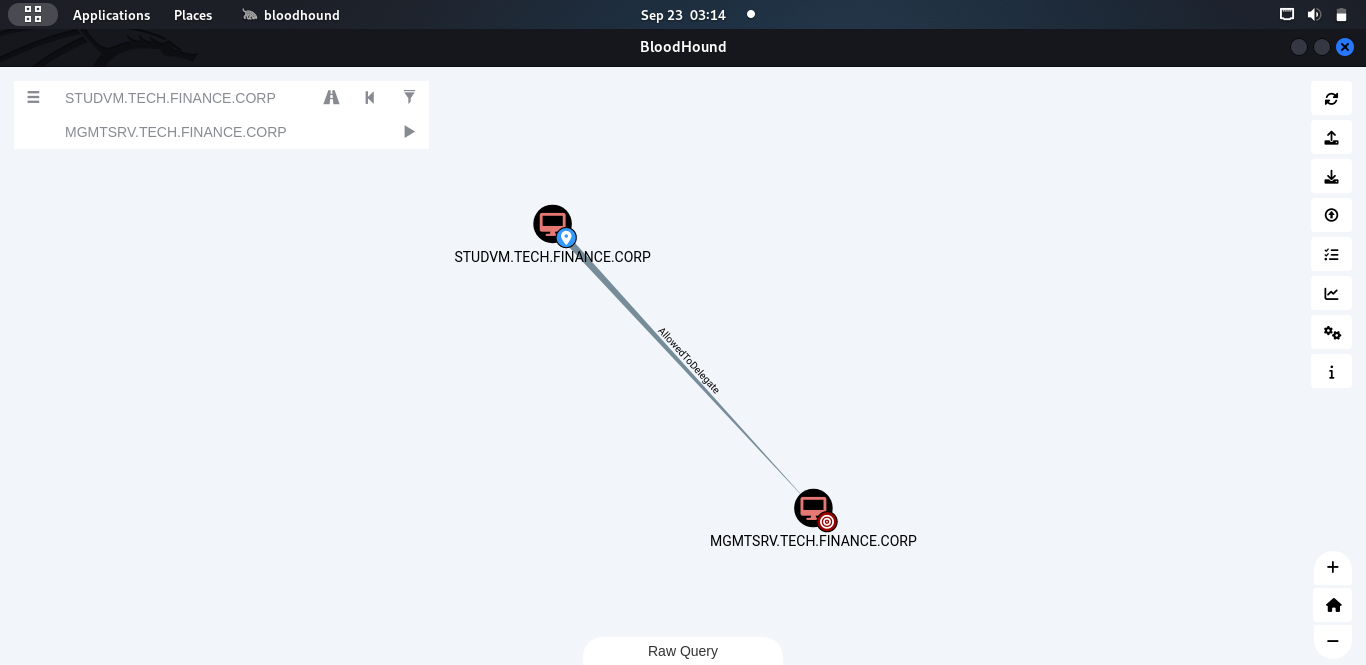 Applications Places bloodhound Sep 23 03:14
BloodHound
STUDVM.TECH.FINANCE.CORP
MGMTSRV.TECH.FINANCE.CORP
STUDVM.TECH.FINANCE.CORP
AllowedToDelegate
MGMTSRV.TECH.FINANCE.CORP
Raw Query